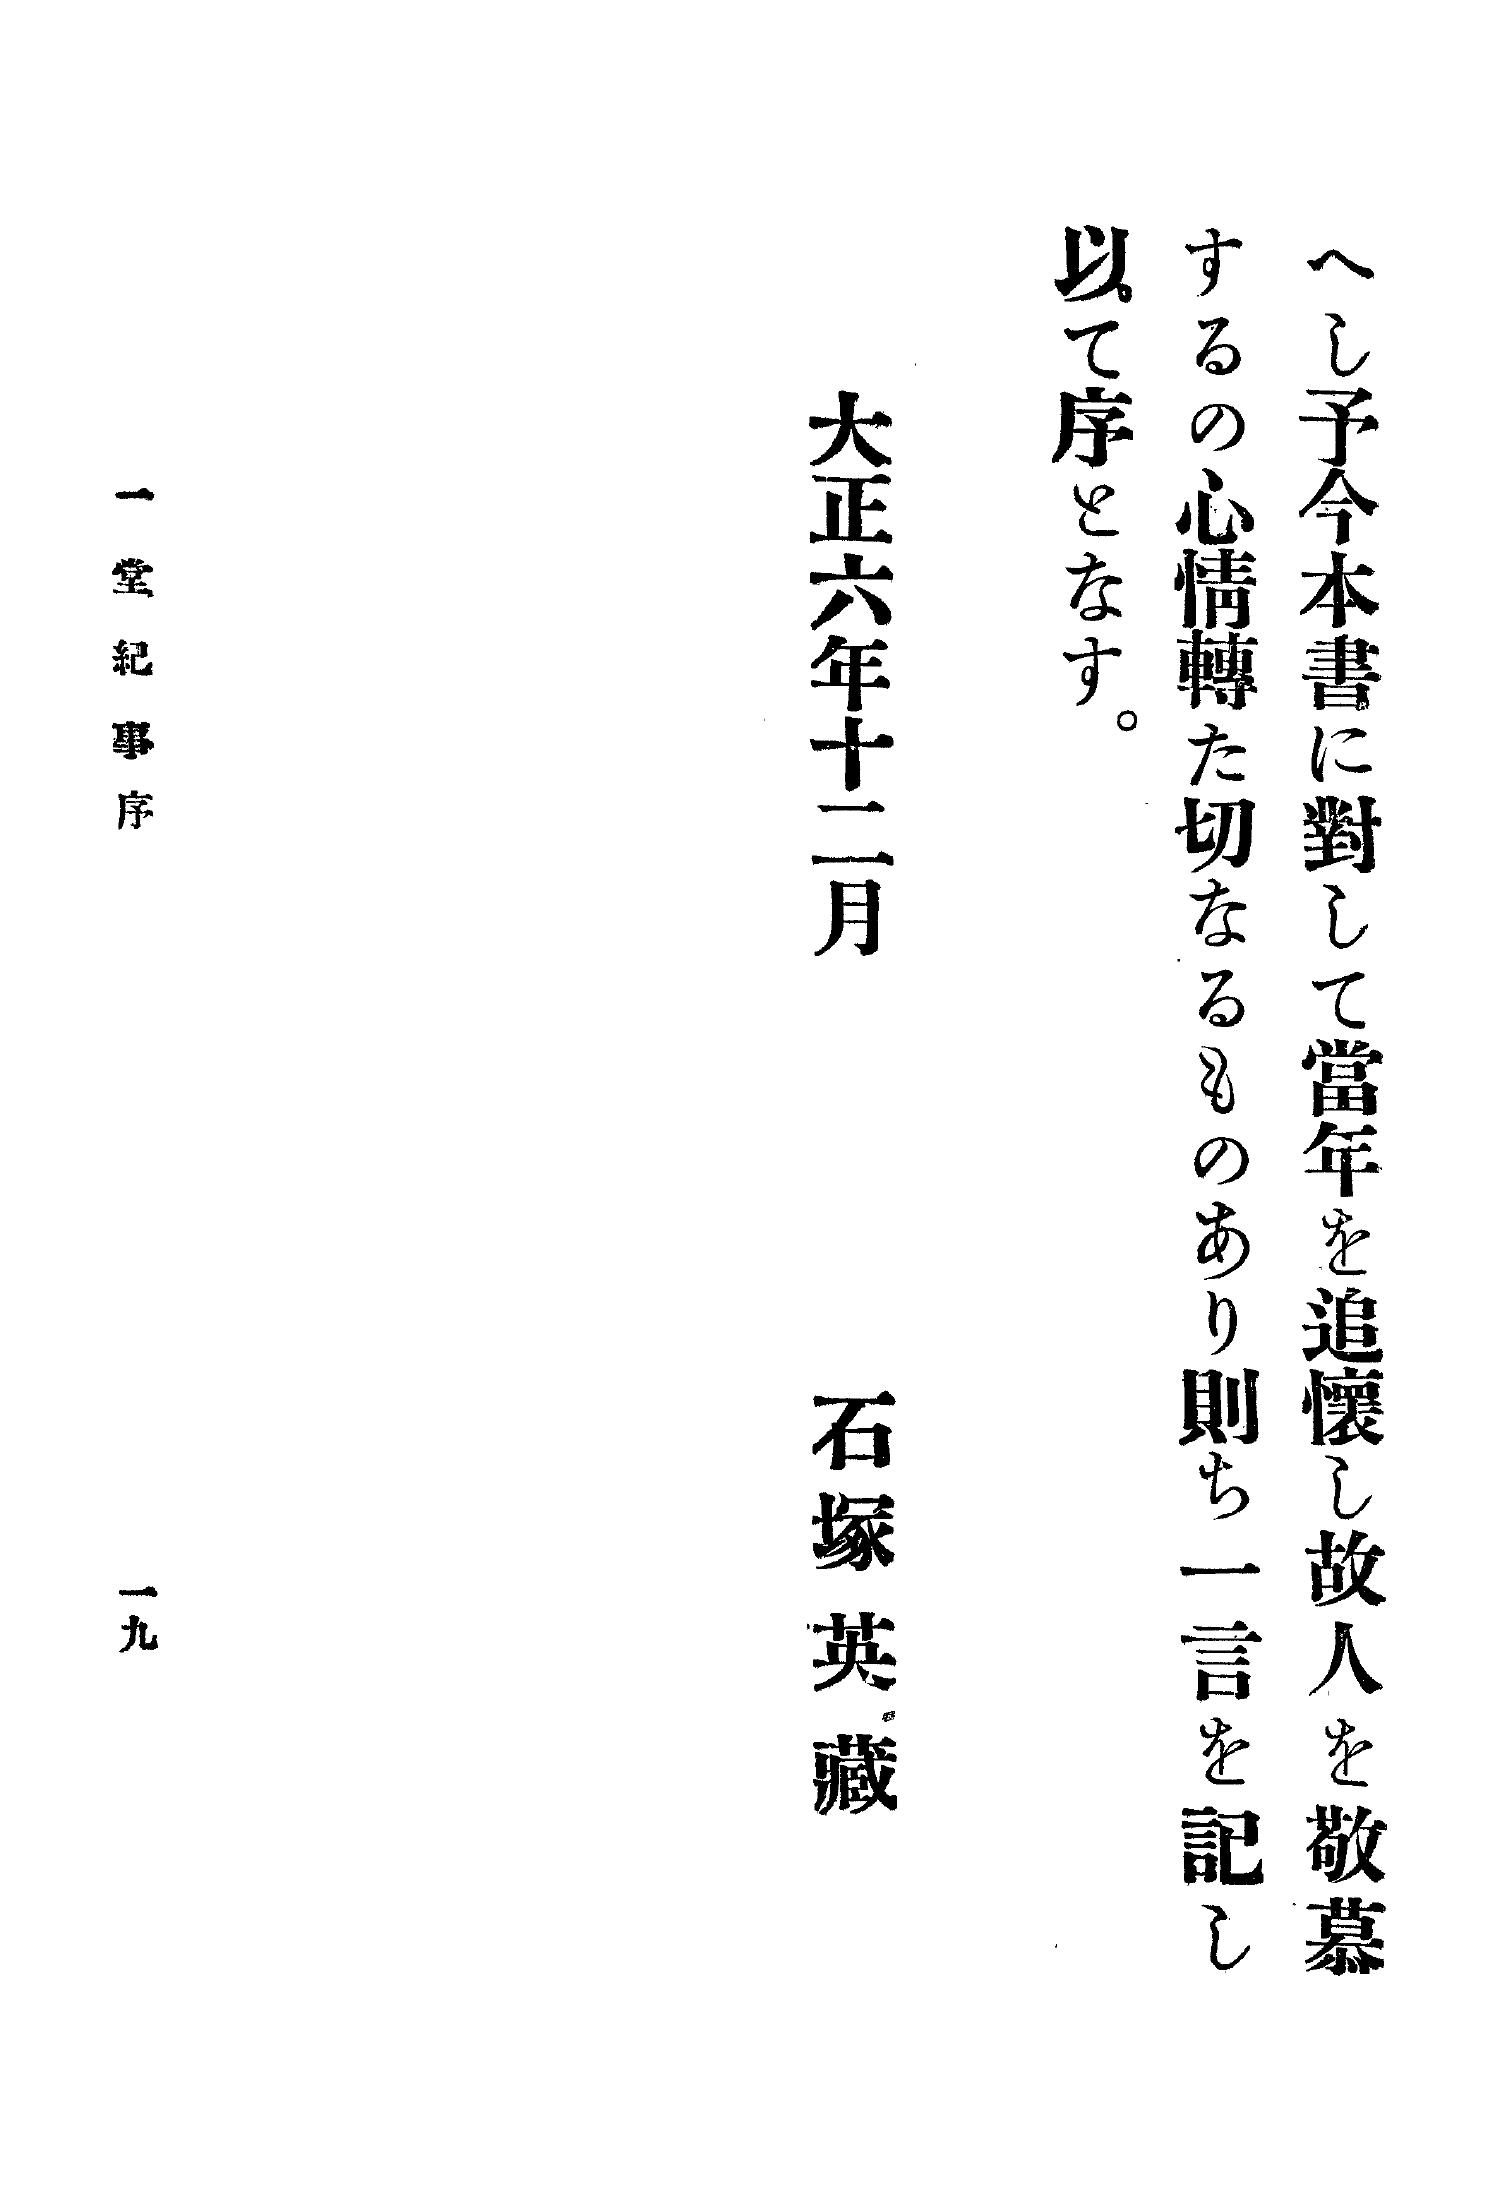 へし予今本書に對して當年を追懷し故人を敬慕
するの心情轉た切なるものあり則ち一言を記し
以て序となす。
大正六年十二月　石塚英藏
一堂紀事序　一九